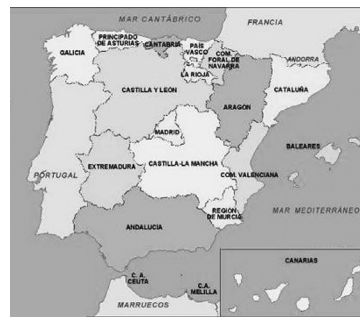 MAR CANTÁBRICO
FRANCIA
PRINCIPADO
DE ASTURIAS
CANTABRIA
PAÍS
VASCO
GALICIA
COM.
FORAL DE
NAVARRA
ANDORRA
LA RIOJA
CATALUÑA
CASTILLA Y LEÓN
ARAGON
MADRID
BALEARES
CASTILLA-LA MANCHA
EXTREMADURA
PORTUGAL
COM. VALENCIANA
MAR MEDITERRÁNEO
REGIÓN
DE MURCIA
ANDALUCIA
CANARIAS
C. A.
CEUTA
C.A.
MELILLA
MARRUECOS